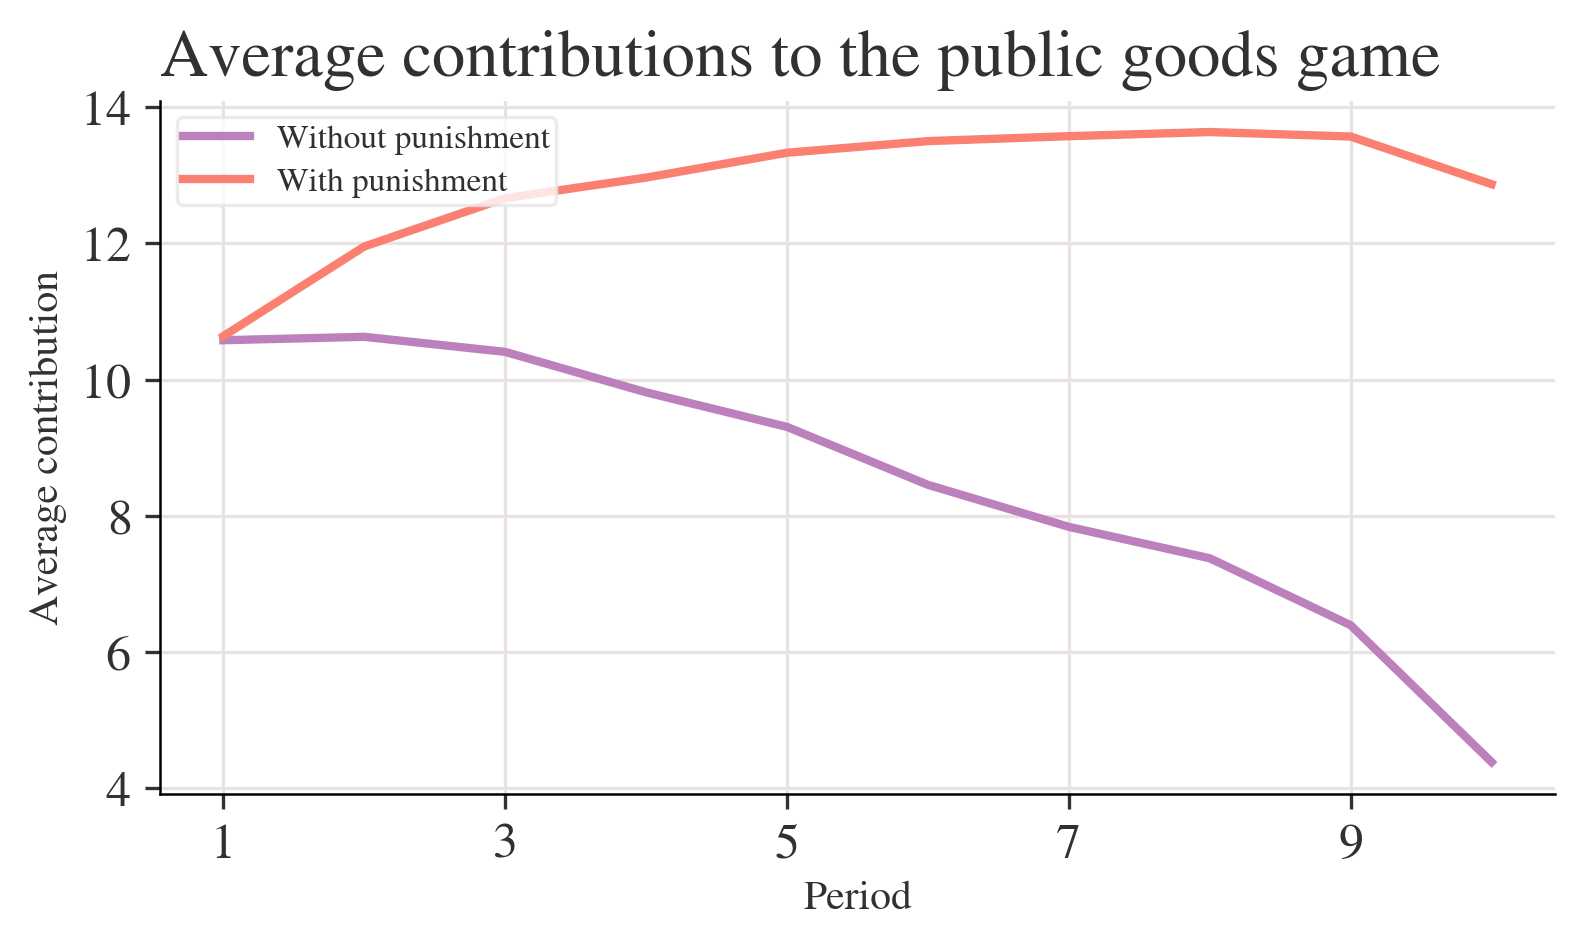 Average contributions to the public goods game
14
12
10
8
6
4
Average contribution
Without punishment
With punishment
1 3 5 7 9
Period